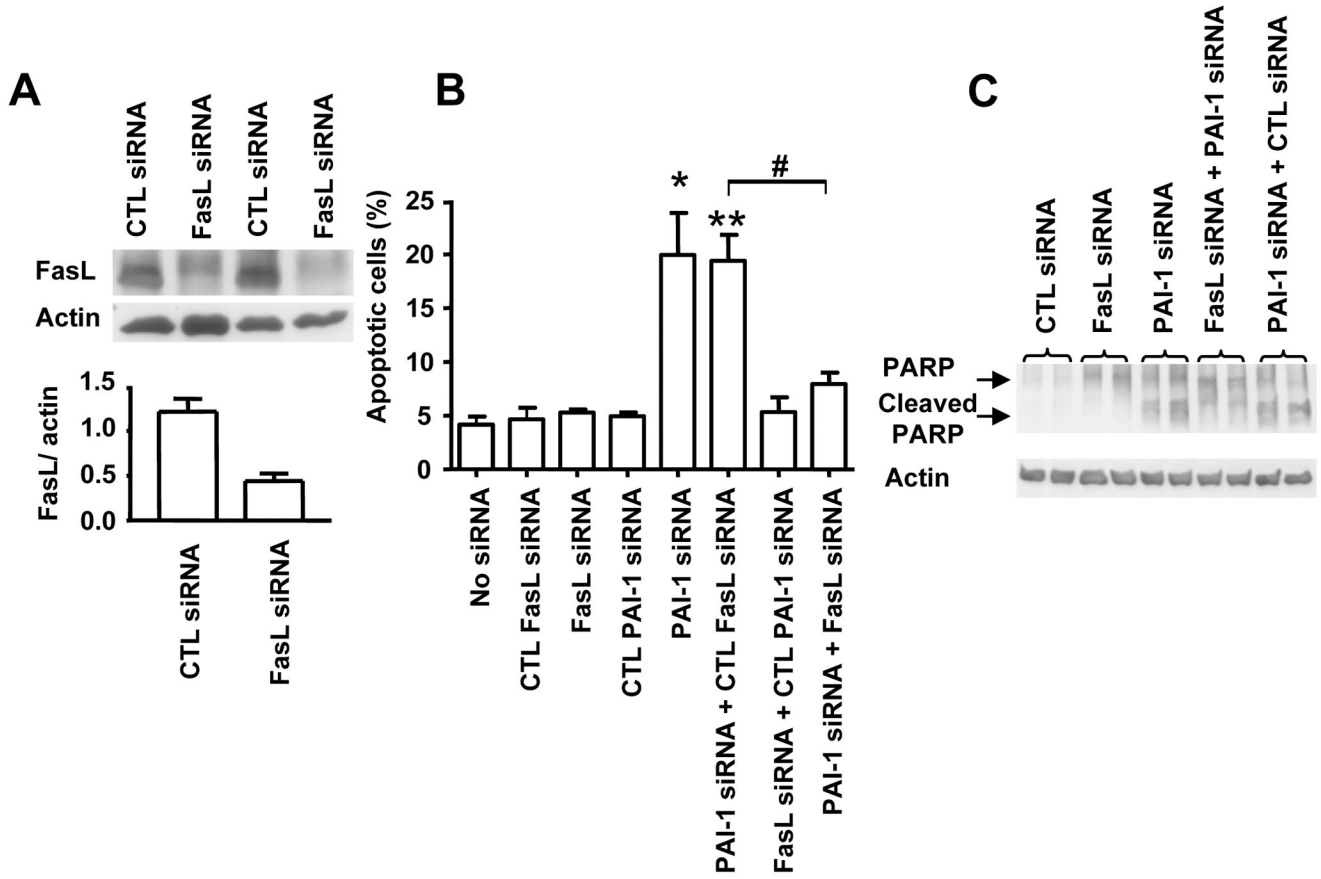 A
CTL siRNA
FasL siRNA
CTL siRNA
FasL siRNA
FasL
Actin
FasL/ actin
1.5
1.0
0.5
0.0
CTL siRNA
FasL siRNA
B
Apoptotic cells (%)
25
20
15
10
5
0
*
**
#
No siRNA
CTL FasL siRNA
FasL siRNA
CTL PAI-1 siRNA
PAI-1 siRNA
PAI-1 siRNA + CTL FasL siRNA
FasL siRNA + CTL PAI-1 siRNA
PAI-1 siRNA + FasL siRNA
C
CTL siRNA
FasL siRNA
PAI-1 siRNA
FasL siRNA + PAI-1 siRNA
PAI-1 siRNA + CTL siRNA
PARP
Cleaved
PARP
Actin